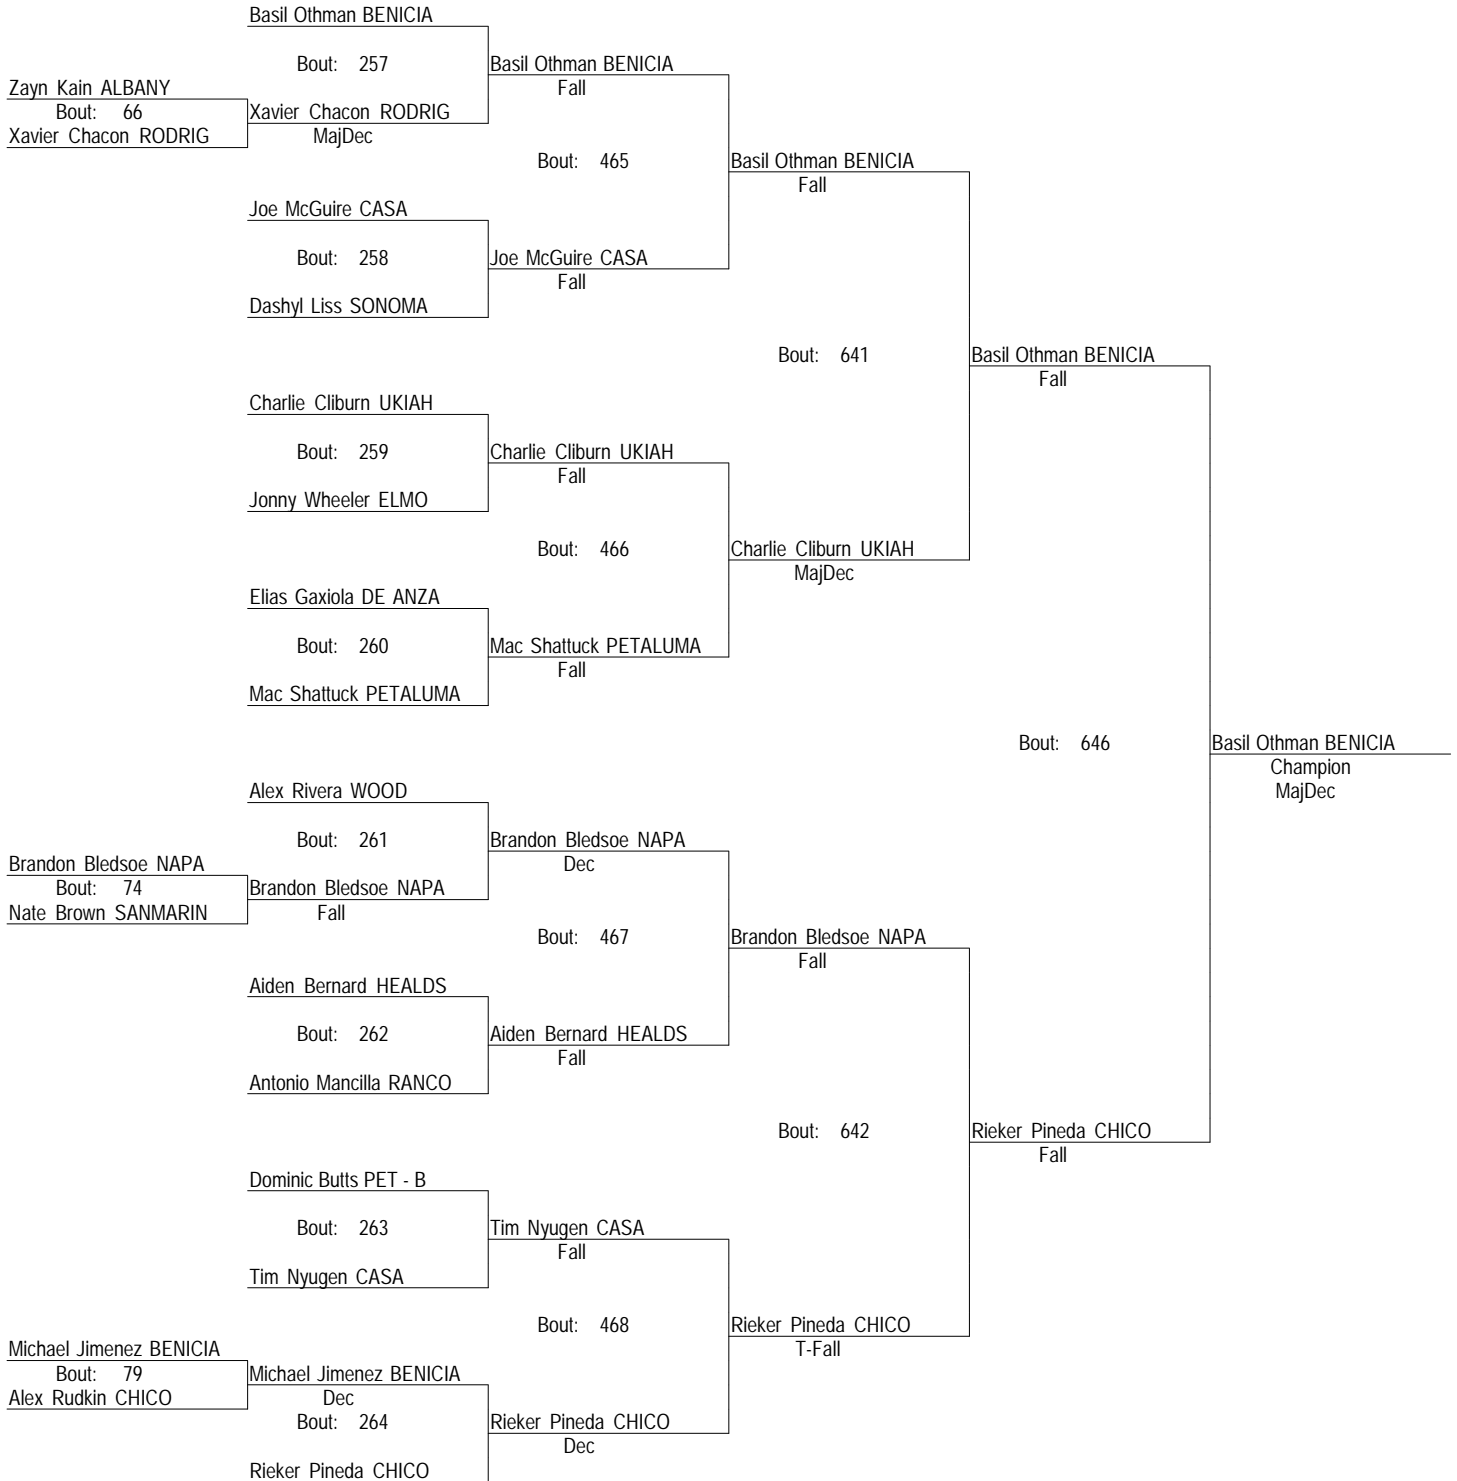 Basil Othman BENICIA
Bout: 257
Basil Othman BENICIA
Fall
Zayn Kain ALBANY
Bout: 66
Xavier Chacon RODRIG
Xavier Chacon RODRIG
MajDec
Bout: 465
Basil Othman BENICIA
Fall
Joe McGuire CASA
Bout: 258
Joe McGuire CASA
Fall
Dashyl Liss SONOMA
Bout: 641
Basil Othman BENICIA
Fall
Charlie Cliburn UKIAH
Bout: 259
Charlie Cliburn UKIAH
Fall
Jonny Wheeler ELMO
Bout: 466
Charlie Cliburn UKIAH
MajDec
Elias Gaxiola DE ANZA
Bout: 260
Mac Shattuck PETALUMA
Fall
Mac Shattuck PETALUMA
Bout: 646
Basil Othman BENICIA
Champion
MajDec
Alex Rivera WOOD
Bout: 261
Brandon Bledsoe NAPA
Dec
Brandon Bledsoe NAPA
Bout: 74
Nate Brown SANMARIN
Brandon Bledsoe NAPA
Fall
Bout: 467
Brandon Bledsoe NAPA
Fall
Aiden Bernard HEALDS
Bout: 262
Aiden Bernard HEALDS
Fall
Antonio Mancilla RANCO
Bout: 642
Rieker Pineda CHICO
Fall
Dominic Butts PET - B
Bout: 263
Tim Nyugen CASA
Fall
Tim Nyugen CASA
Bout: 468
Rieker Pineda CHICO
T-Fall
Michael Jimenez BENICIA
Bout: 79
Alex Rudkin CHICO
Michael Jimenez BENICIA
Dec
Bout: 264
Rieker Pineda CHICO
Dec
Rieker Pineda CHICO